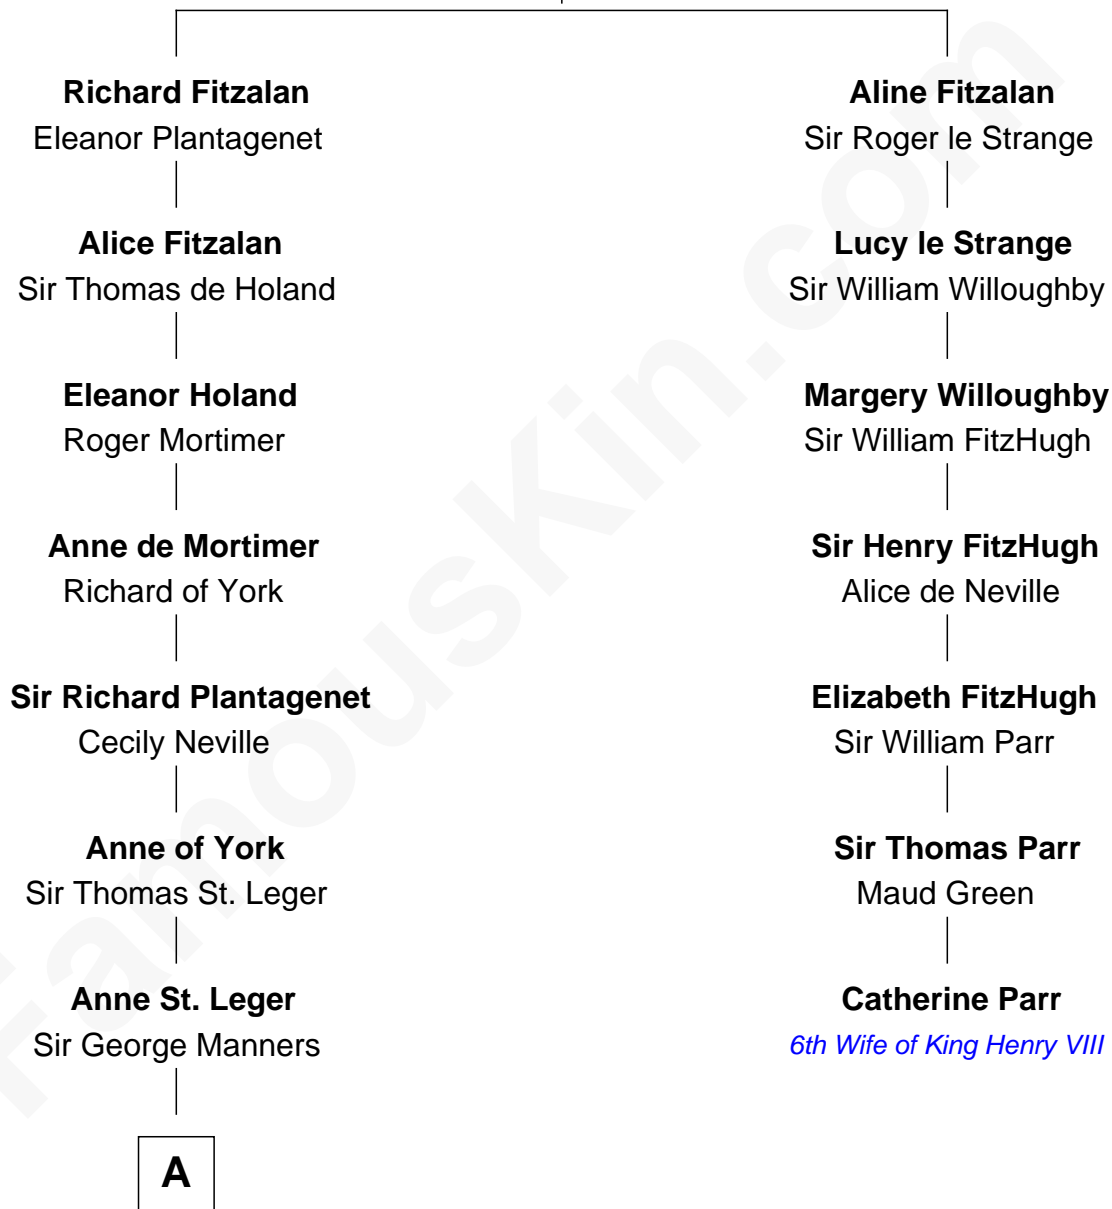 Richard Fitzalan
Eleanor Plantagenet
Alice Fitzalan
Sir Thomas de Holand
Eleanor Holand
Roger Mortimer
Anne de Mortimer
Richard of York
Sir Richard Plantagenet
Cecily Neville
Anne of York
Sir Thomas St. Leger
Anne St. Leger
Sir George Manners
A
Aline Fitzalan
Sir Roger le Strange
Lucy le Strange
Sir William Willoughby
Margery Willoughby
Sir William FitzHugh
Sir Henry FitzHugh
Alice de Neville
Elizabeth FitzHugh
Sir William Parr
Sir Thomas Parr
Maud Green
Catherine Parr
6th Wife of King Henry VIII
FamousKin.com